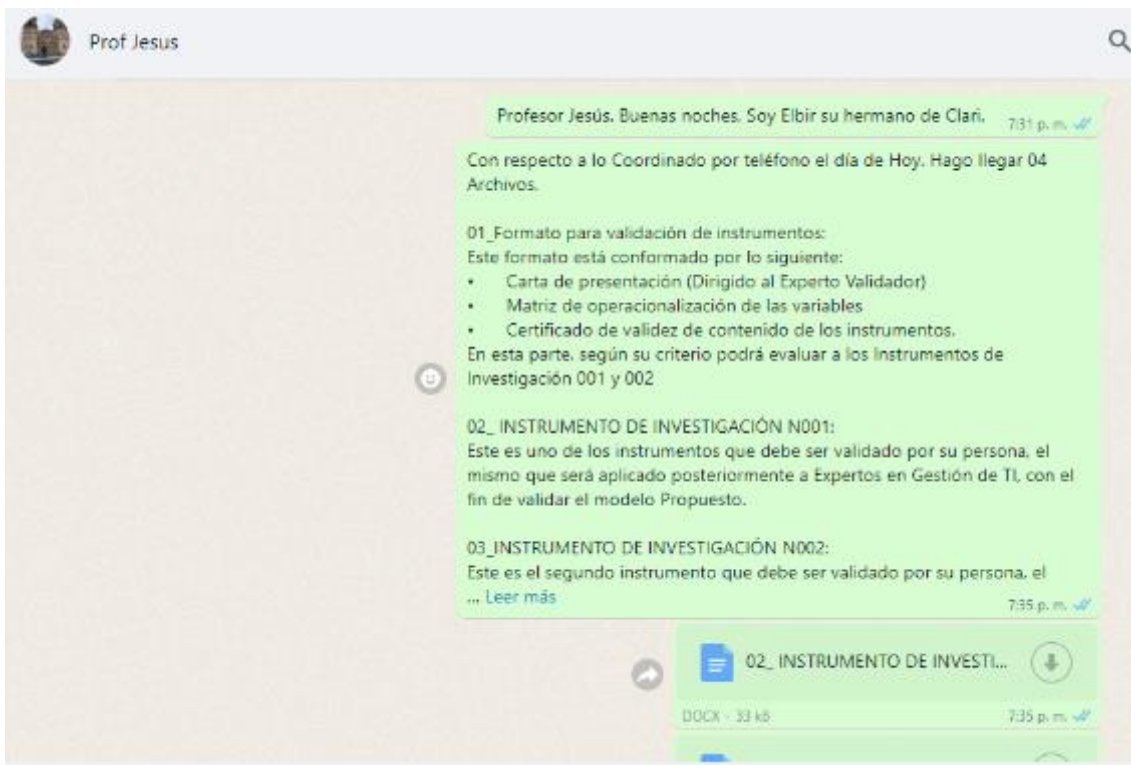 Prof Jesus
Profesor Jesús. Buenas noches. Soy Elbir su hermano de Clari.
7:31 p. m.
Con respecto a lo Coordinado por teléfono el día de Hoy. Hago llegar 04
Archivos.
01_Formato para validación de instrumentos:
Este formato está conformado por lo siguiente:
• Carta de presentación (Dirigido al Experto Validador)
• Matriz de operacionalización de las variables
• Certificado de validez de contenido de los instrumentos.
En esta parte, según su criterio podrá evaluar a los Instrumentos de
Investigación 001 y 002
02_ INSTRUMENTO DE INVESTIGACIÓN N001:
Este es uno de los instrumentos que debe ser validado por su persona, el
mismo que será aplicado posteriormente a Expertos en Gestión de TI, con el
fin de validar el modelo Propuesto.
03_INSTRUMENTO DE INVESTIGACIÓN N002:
Este es el segundo instrumento que debe ser validado por su persona, el
... Leer más
7:35 p. m.
02_ INSTRUMENTO DE INVESTI...
DOCX - 33 kB
7:35 p. m.